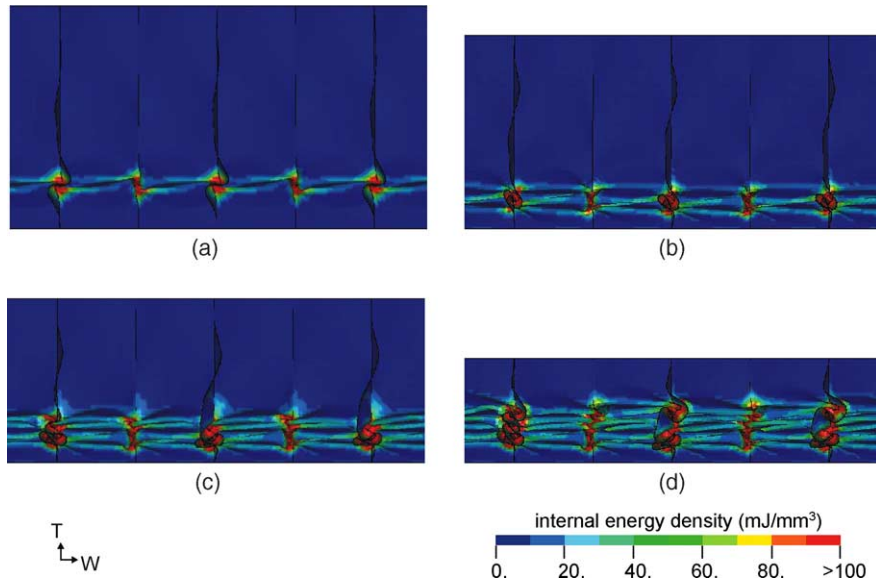 (a)
(b)
(c)
(d)
T
W
internal energy density (mJ/mm³)
0. 20. 40. 60. 80. >100